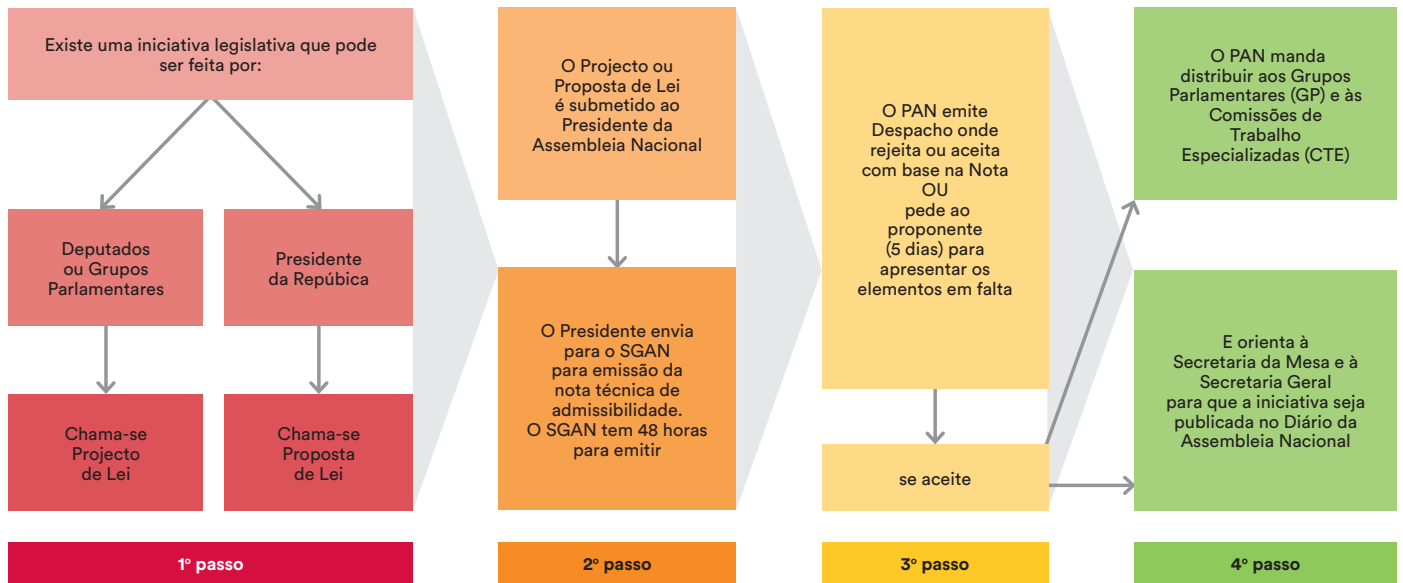 Existe uma iniciativa legislativa que pode
ser feita por:
Deputados
ou Grupos
Parlamentares
Presidente
da Repúbica
Chama-se
Projecto
de Lei
Chama-se
Proposta
de Lei
1º passo
O Projecto ou
Proposta de Lei
é submetido ao
Presidente da
Assembleia Nacional
O Presidente envia
para o SGAN
para emissão da
nota técnica de
admissibilidade.
O SGAN tem 48 horas
para emitir
2º passo
O PAN emite
Despacho onde
rejeita ou aceita
com base na Nota
OU
pede ao
proponente
(5 dias) para
apresentar os
elementos em falta
se aceite
3º passo
O PAN manda
distribuir aos Grupos
Parlamentares (GP) e às
Comissões de
Trabalho
Especializadas (CTE)
E orienta à
Secretaria da Mesa e à
Secretaria Geral
para que a iniciativa seja
publicada no Diário da
Assembleia Nacional
4º passo